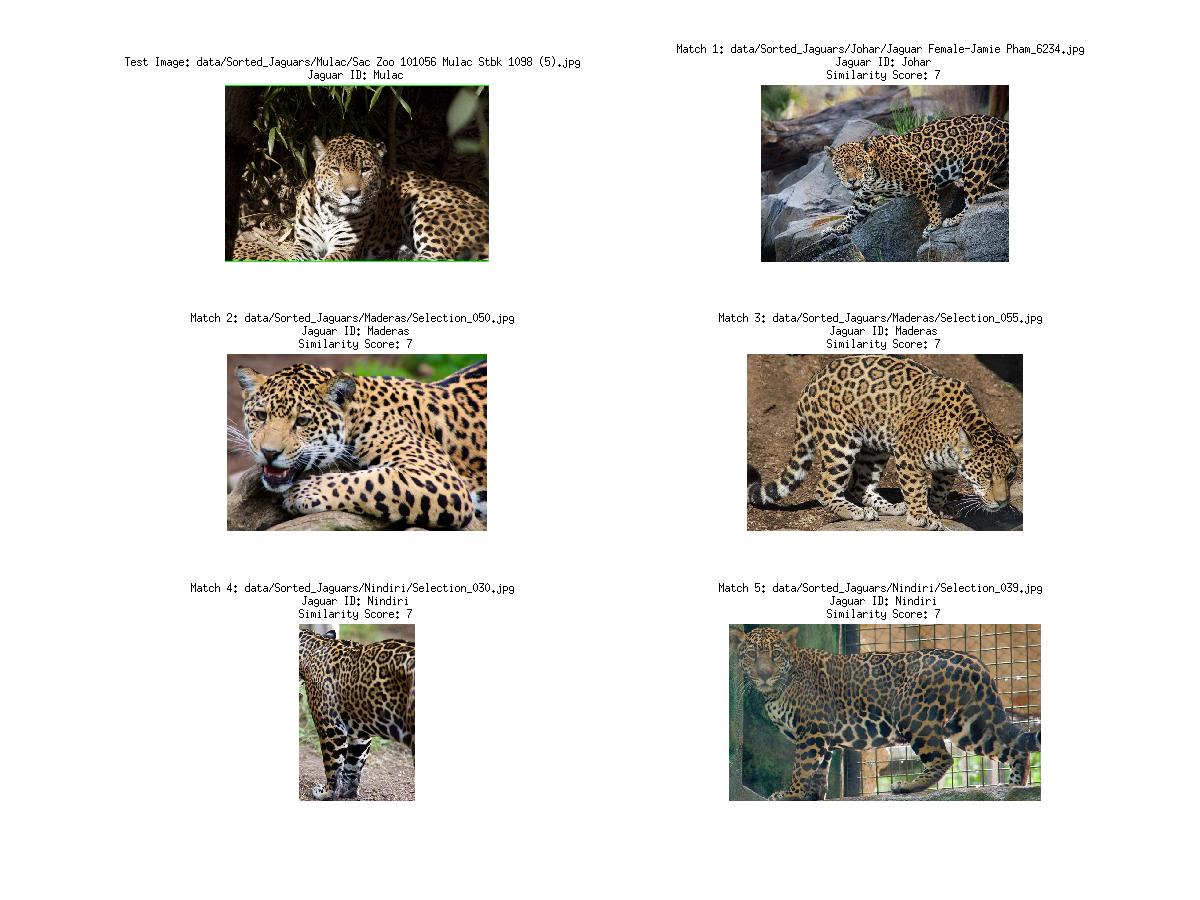 Test Image: data/Sorted_Jaguars/Mulac/Sac Zoo 101056 Mulac Stbk 1098 (5).jpg
Jaguar ID: Mulac
Match 1: data/Sorted_Jaguars/Johar/Jaguar Female-Jamie Pham_6234.jpg
Jaguar ID: Johar
Similarity Score: 7
Match 2: data/Sorted_Jaguars/Maderas/Selection_050.jpg
Jaguar ID: Maderas
Similarity Score: 7
Match 3: data/Sorted_Jaguars/Maderas/Selection_055.jpg
Jaguar ID: Maderas
Similarity Score: 7
Match 4: data/Sorted_Jaguars/Nindiri/Selection_030.jpg
Jaguar ID: Nindiri
Similarity Score: 7
Match 5: data/Sorted_Jaguars/Nindiri/Selection_039.jpg
Jaguar ID: Nindiri
Similarity Score: 7